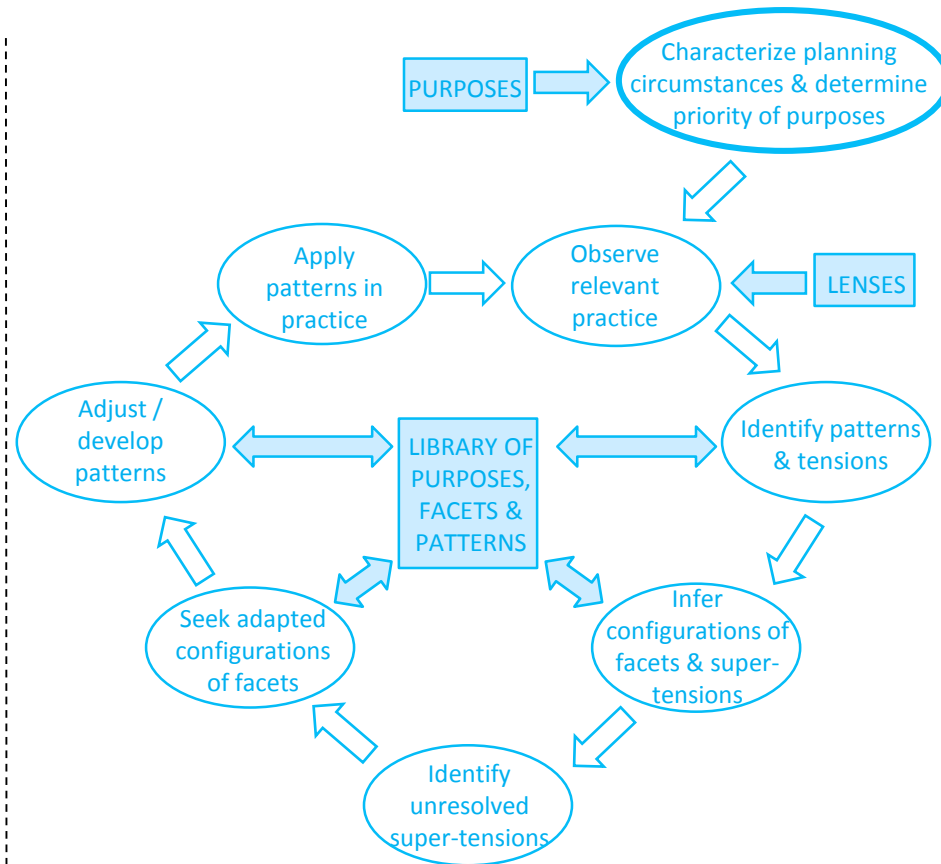 Characterize planning
circumstances & determine
priority of purposes
PURPOSES
Apply
patterns in
practice
Observe
relevant
practice
LENSES
Adjust /
develop
patterns
LIBRARY OF
PURPOSES,
FACETS &
PATTERNS
Identify patterns
& tensions
Seek adapted
configurations
of facets
Infer
configurations of
facets & super-
tensions
Identify
unresolved
super-tensions